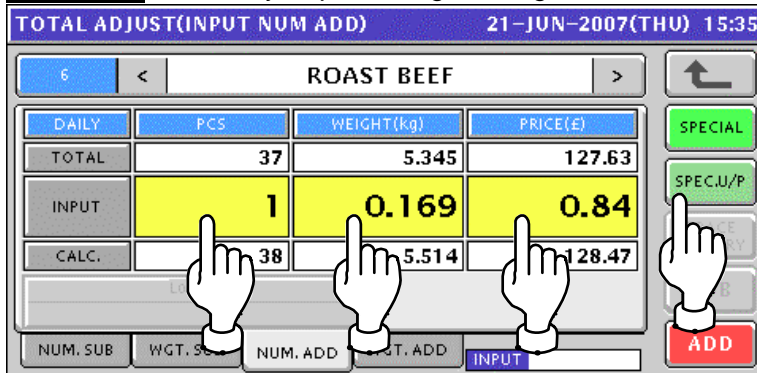 TOTAL ADJUST(INPUT NUM ADD) 21-JUN-2007(THU) 15:35
6 < ROAST BEEF >
DAILY PCS WEIGHT(kg) PRICE(£) SPECIAL
TOTAL 37 5.345 127.63
INPUT 1 0.169 0.84 SPEC.U/P
CALC. 38 5.514 128.47
NUM. SUB WGT. NUM. ADD ADD INPUT ADD